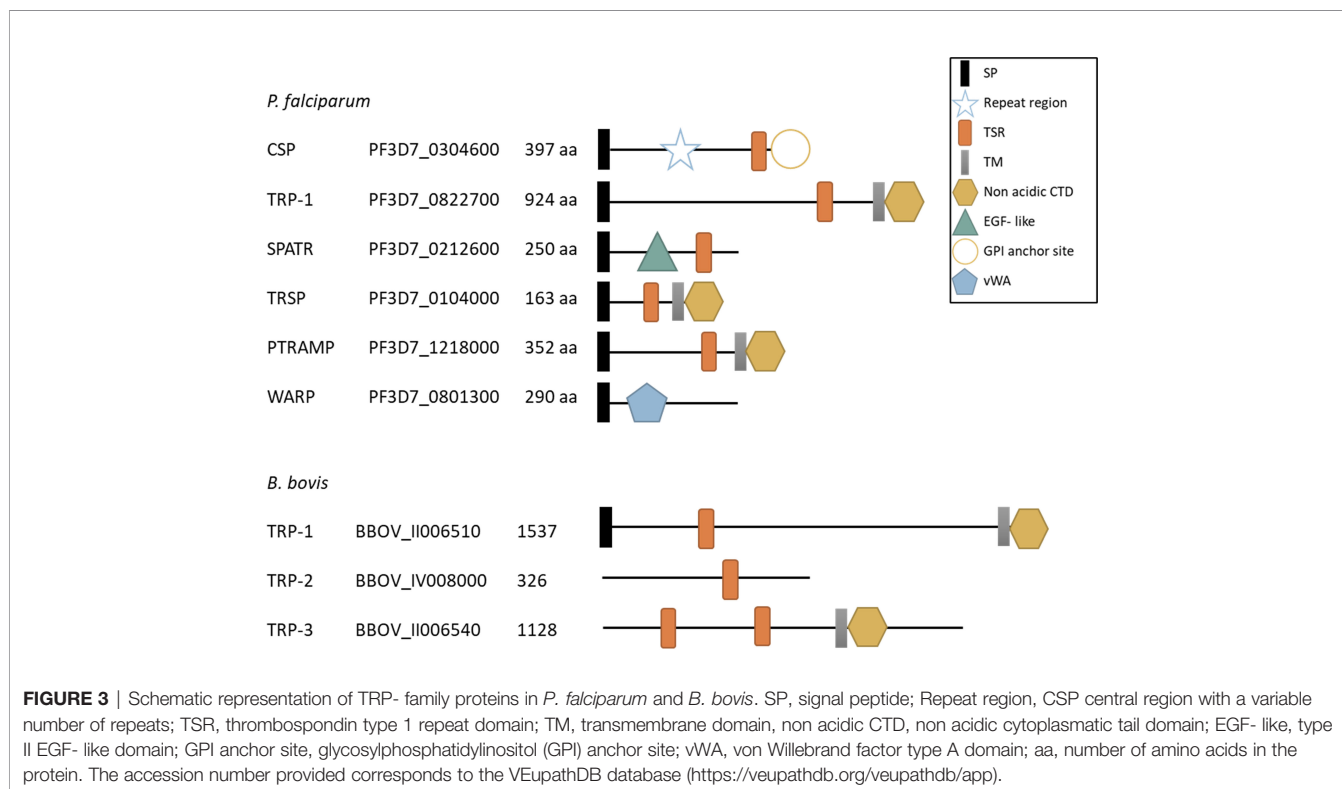 P. falciparum
CSP PF3D7_0304600 397 aa
TRP-1 PF3D7_0822700 924 aa
SPATR PF3D7_0212600 250 aa
TRSP PF3D7_0104000 163 aa
PTRAMP PF3D7_1218000 352 aa
WARP PF3D7_0801300 290 aa
SP
Repeat region
TSR
TM
Non acidic CTD
EGF- like
GPI anchor site
vWA
B. bovis
TRP-1 BBOV_II006510 1537
TRP-2 BBOV_IV008000 326
TRP-3 BBOV_II006540 1128
FIGURE 3 | Schematic representation of TRP- family proteins in P. falciparum and B. bovis. SP, signal peptide; Repeat region, CSP central region with a variable
number of repeats; TSR, thrombospondin type 1 repeat domain; TM, transmembrane domain, non acidic CTD, non acidic cytoplasmatic tail domain; EGF- like, type
II EGF- like domain; GPI anchor site, glycosylphosphatidylinositol (GPI) anchor site; vWA, von Willebrand factor type A domain; aa, number of amino acids in the
protein. The accession number provided corresponds to the VEupathDB database (https://veupathdb.org/veupathdb/app).